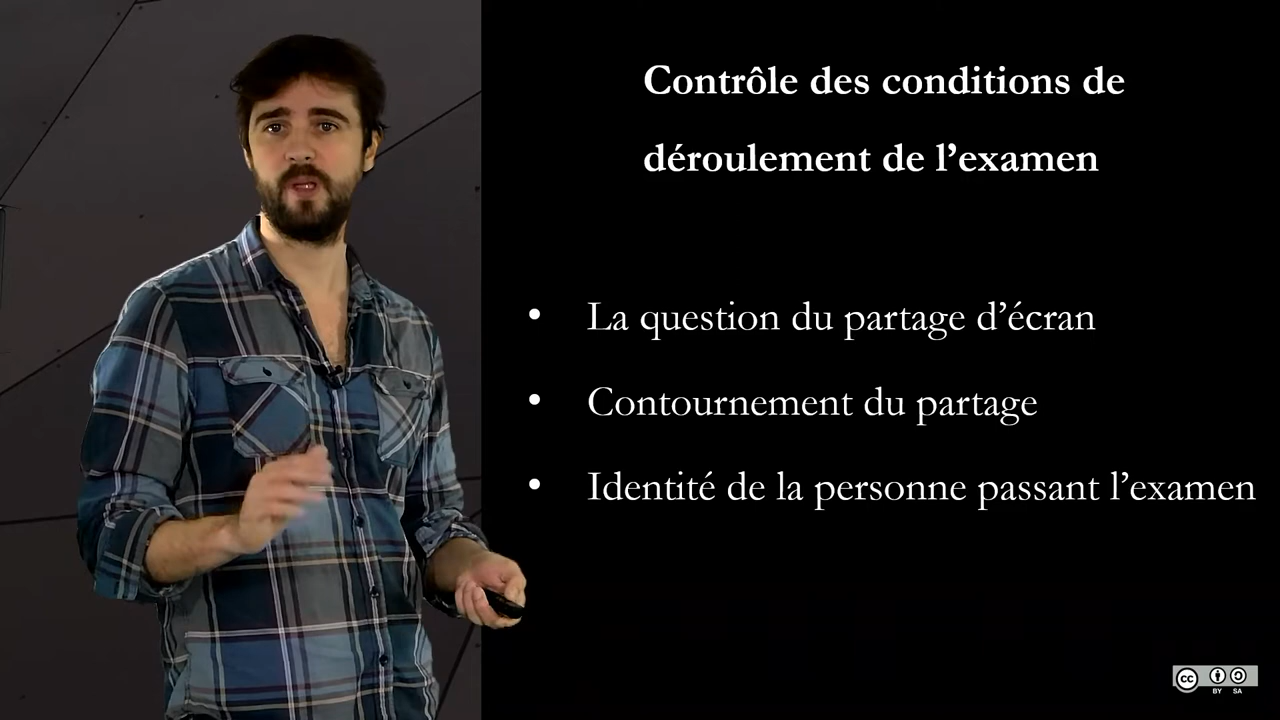 Contrôle des conditions de
déroulement de l’examen
• La question du partage d’écran
• Contournement du partage
• Identité de la personne passant l’examen
cc
BY SA